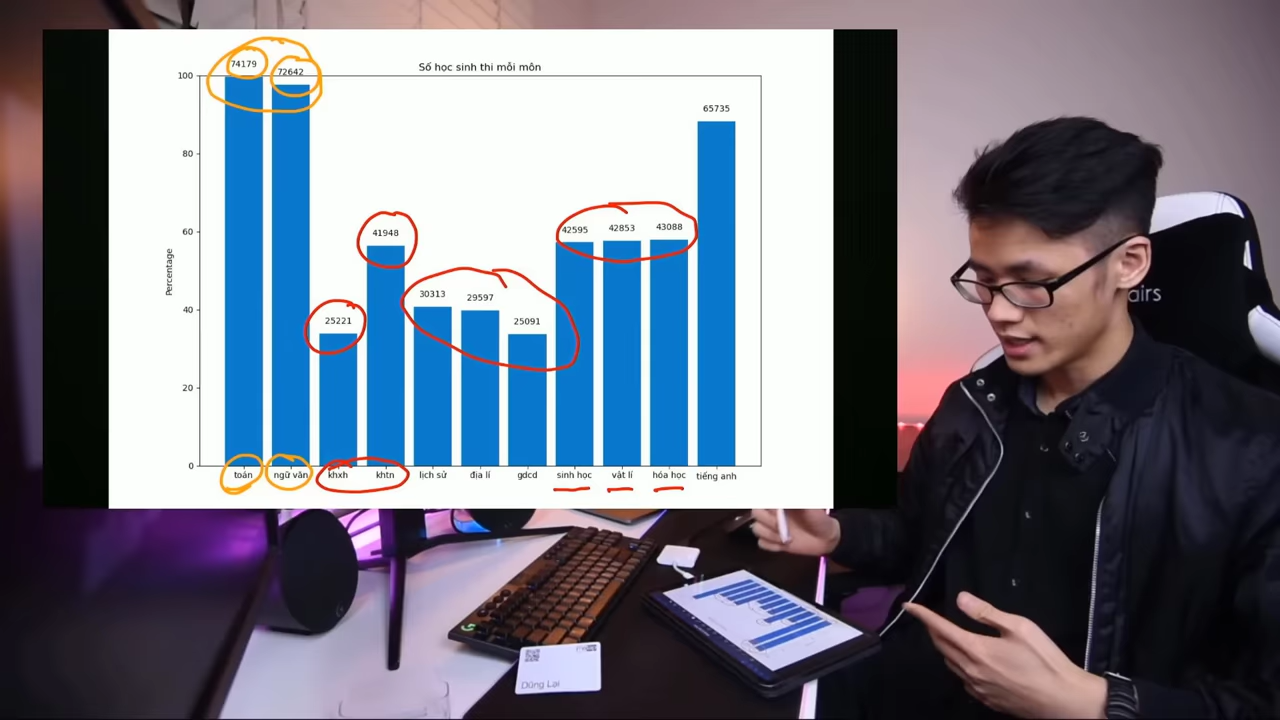 Số học sinh thi mỗi môn
74179
72642
25221
41948
30313
29597
25091
42595
42853
43088
65735
100
80
60
40
20
0
Percentage
toán
ngữ văn
khxh
khtn
lịch sử
địa lí
gdcd
sinh học
vật lí
hóa học
tiếng anh
airs
Dũng Lai